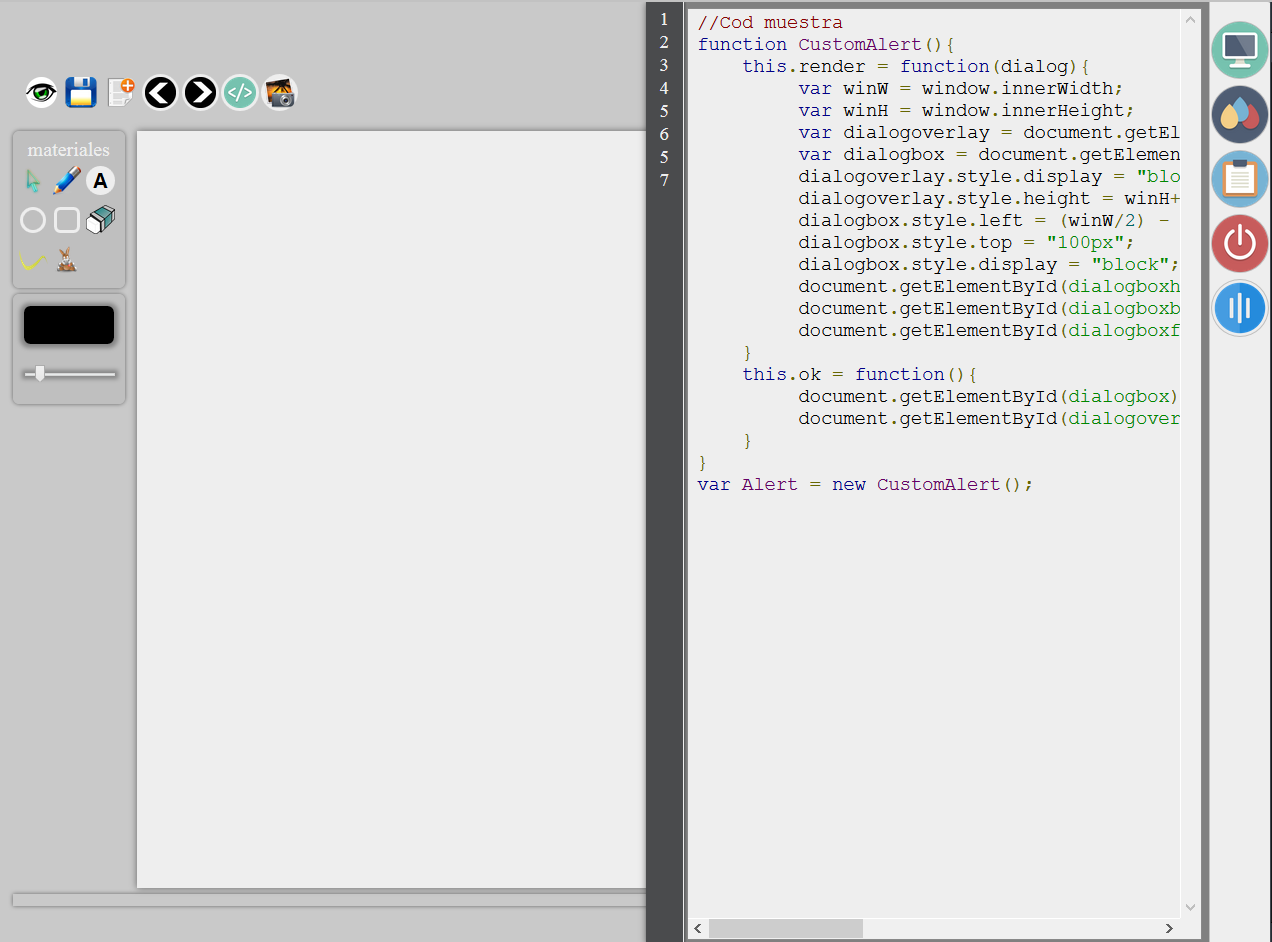 </>
materiales
A
1
2
3
4
5
6
5
7
//Cod muestra
function CustomAlert(){
    this.render = function(dialog){
         var winW = window.innerWidth;
         var winH = window.innerHeight;
         var dialogoverlay = document.getEl
         var dialogbox = document.getElemen
         dialogoverlay.style.display = "blo
         dialogoverlay.style.height = winH+
         dialogbox.style.left = (winW/2) -
         dialogbox.style.top = "100px";
         dialogbox.style.display = "block";
         document.getElementById(dialogboxh
         document.getElementById(dialogboxb
         document.getElementById(dialogboxf
    }
    this.ok = function(){
         document.getElementById(dialogbox)
         document.getElementById(dialogover
    }
}
var Alert = new CustomAlert();